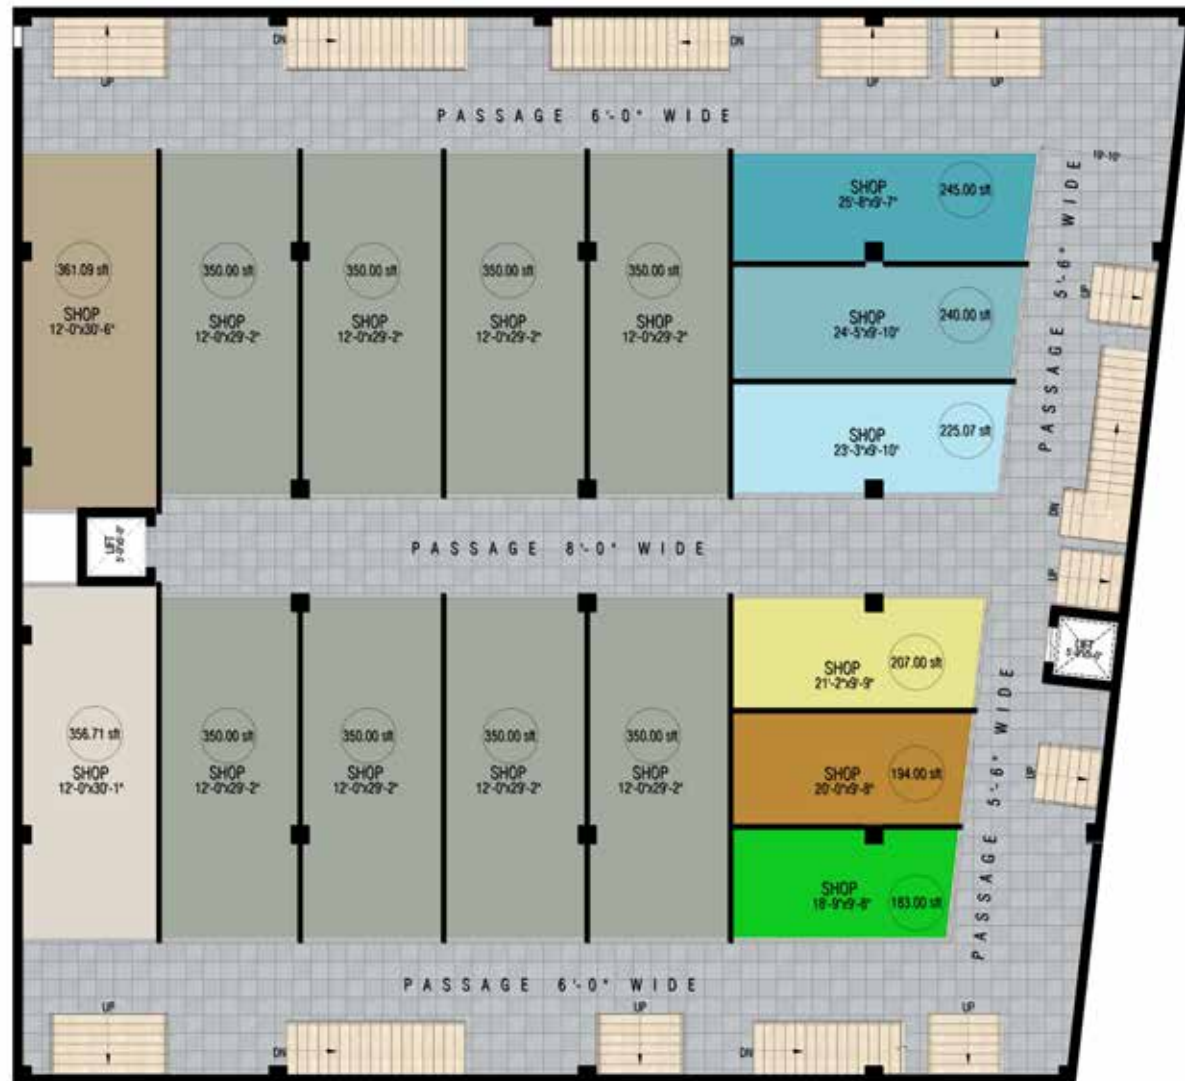 DN
DN
UP
UP
UP
PASSAGE 6'-0" WIDE
10'-10"
PASSAGE 5'-6" WIDE
361.09 sft
SHOP
12'-0"x30'-6"
350.00 sft
SHOP
12'-0"x29'-2"
350.00 sft
SHOP
12'-0"x29'-2"
350.00 sft
SHOP
12'-0"x29'-2"
350.00 sft
SHOP
12'-0"x29'-2"
SHOP
25'-8"x9'-7"
245.00 sft
SHOP
24'-5"x9'-10"
240.00 sft
SHOP
23'-3"x9'-10"
225.07 sft
UP
DN
UP
LIFT
PASSAGE 8'-0" WIDE
LIFT
356.71 sft
SHOP
12'-0"x30'-1"
350.00 sft
SHOP
12'-0"x29'-2"
350.00 sft
SHOP
12'-0"x29'-2"
350.00 sft
SHOP
12'-0"x29'-2"
350.00 sft
SHOP
12'-0"x29'-2"
SHOP
21'-2"x9'-9"
207.00 sft
SHOP
20'-0"x9'-8"
194.00 sft
SHOP
18'-9"x9'-8"
183.00 sft
PASSAGE 5'-6" WIDE
UP
PASSAGE 6'-0" WIDE
UP
DN
UP
DN
UP